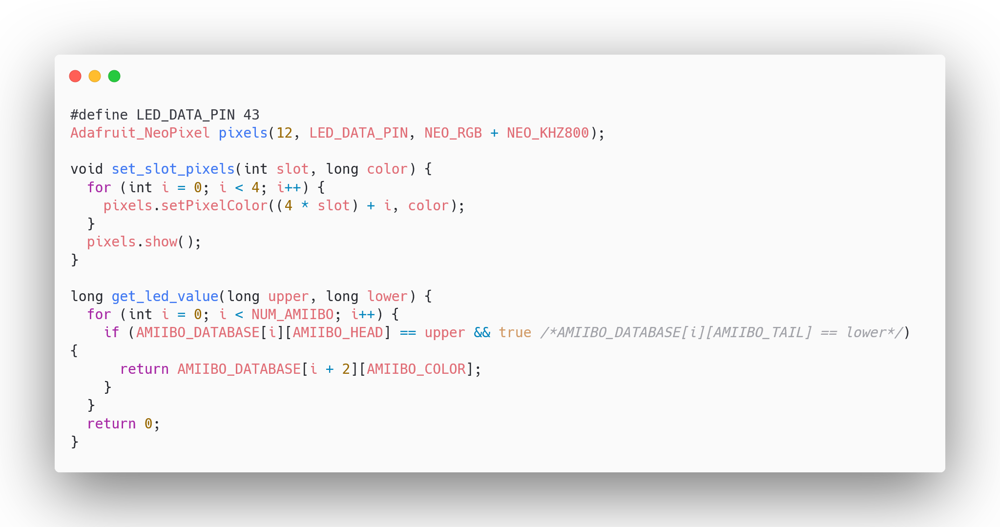 #define LED_DATA_PIN 43
Adafruit_NeoPixel pixels(12, LED_DATA_PIN, NEO_RGB + NEO_KHZ800);

void set_slot_pixels(int slot, long color) {
  for (int i = 0; i < 4; i++) {
    pixels.setPixelColor((4 * slot) + i, color);
  }
  pixels.show();
}

long get_led_value(long upper, long lower) {
  for (int i = 0; i < NUM_AMIIBO; i++) {
    if (AMIIBO_DATABASE[i][AMIIBO_HEAD] == upper && true /*AMIIBO_DATABASE[i][AMIIBO_TAIL] == lower*/)
{
      return AMIIBO_DATABASE[i + 2][AMIIBO_COLOR];
    }
  }
  return 0;
}